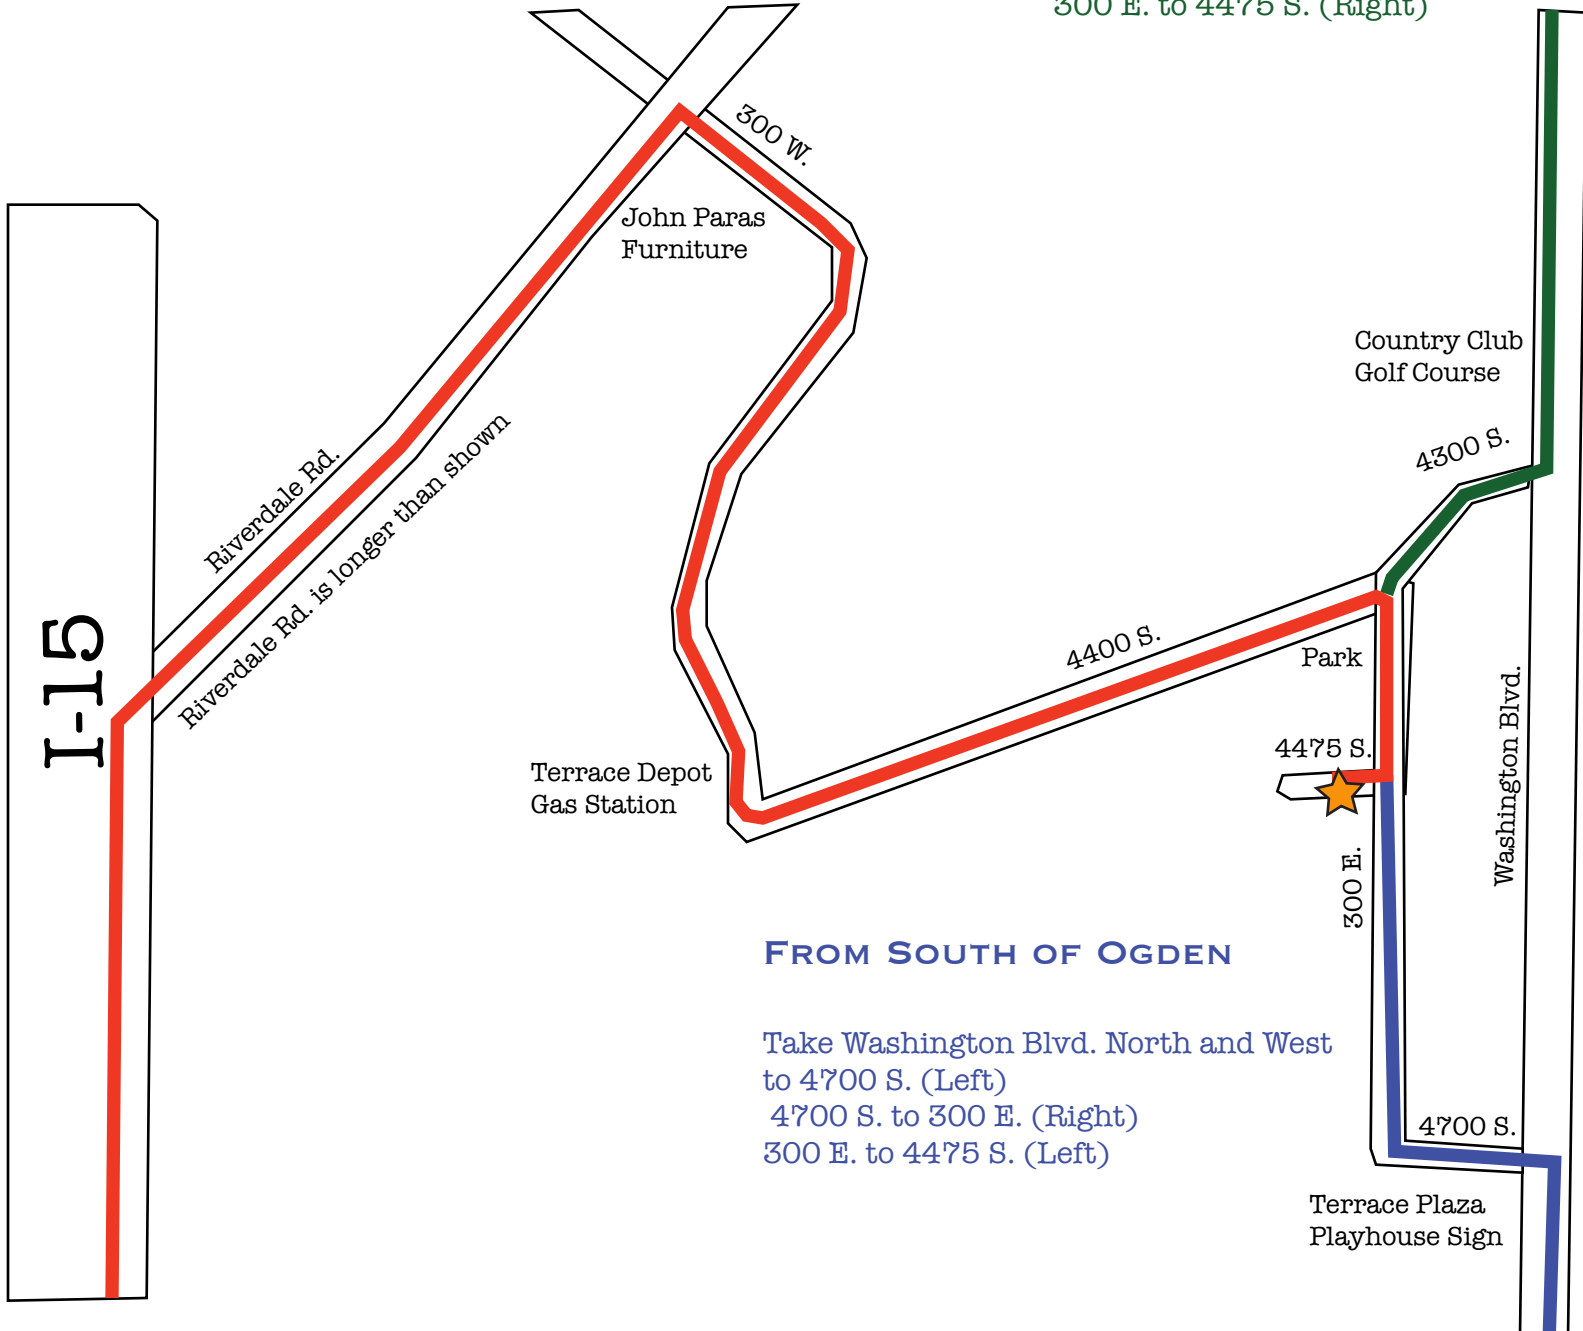 300 E. to 4475 S. (Right)
300 W.
John Paras
Furniture
Country Club
Golf Course
4300 S.
Riverdale Rd.
Riverdale Rd. is longer than shown
I-15
4400 S.
Park
4475 S.
Washington Blvd.
Terrace Depot
Gas Station
300 E.
From South of Ogden
Take Washington Blvd. North and West
to 4700 S. (Left)
4700 S. to 300 E. (Right)
300 E. to 4475 S. (Left)
4700 S.
Terrace Plaza
Playhouse Sign